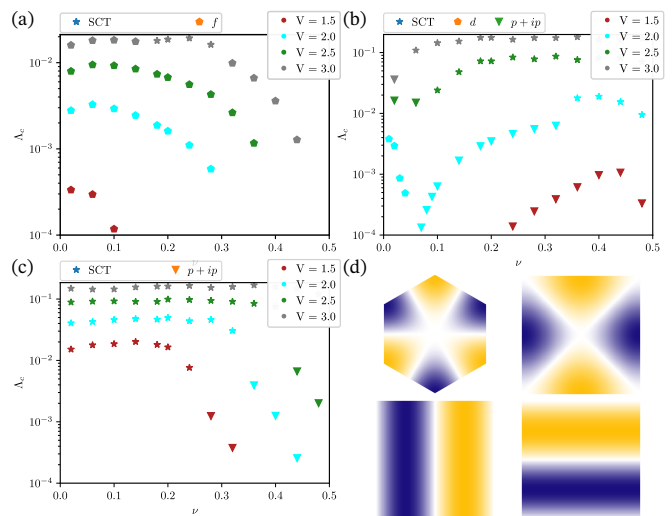 (a)
SCT f
V = 1.5
V = 2.0
V = 2.5
V = 3.0
10⁻²
10⁻³
10⁻⁴
Λc
0.0 0.1 0.2 0.3 0.4 0.5
(b)
SCT d p + ip
V = 1.5
V = 2.0
V = 2.5
V = 3.0
10⁻¹
10⁻²
10⁻³
10⁻⁴
Λc
0.0 0.1 0.2 0.3 0.4 0.5
ν
(c)
SCT p + ip
V = 1.5
V = 2.0
V = 2.5
V = 3.0
10⁻¹
10⁻²
10⁻³
10⁻⁴
Λc
0.0 0.1 0.2 0.3 0.4 0.5
ν
(d)